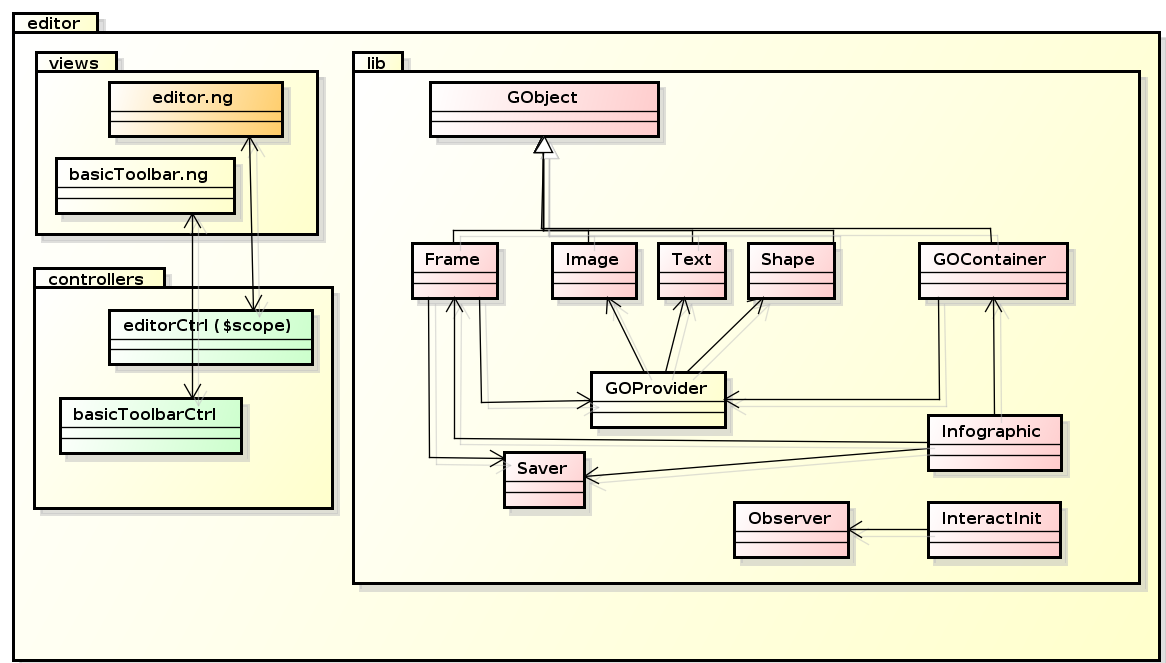 editor
views
editor.ng
basicToolbar.ng
controllers
editorCtrl ($scope)
basicToolbarCtrl
lib
GObject
Frame
Image
Text
Shape
GOContainer
GOProvider
Infographic
Saver
Observer
InteractInit